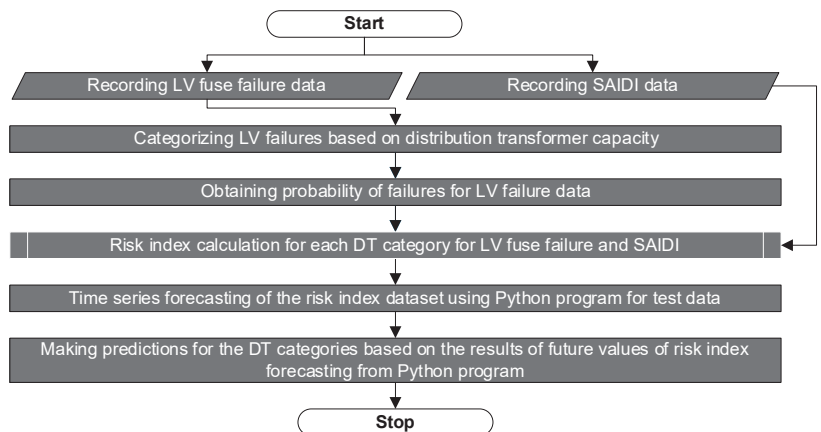 Start
Recording LV fuse failure data
Recording SAIDI data
Categorizing LV failures based on distribution transformer capacity
Obtaining probability of failures for LV failure data
Risk index calculation for each DT category for LV fuse failure and SAIDI
Time series forecasting of the risk index dataset using Python program for test data
Making predictions for the DT categories based on the results of future values of risk index
forecasting from Python program
Stop